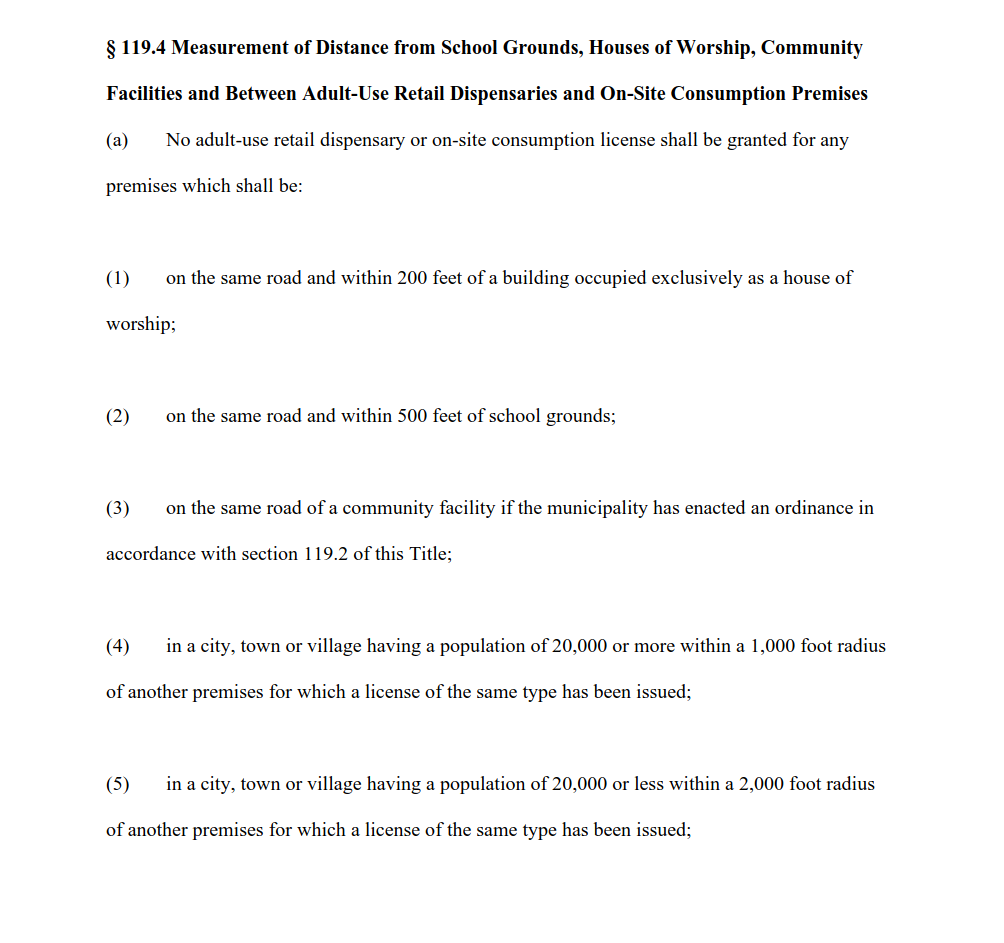 § 119.4 Measurement of Distance from School Grounds, Houses of Worship, Community
Facilities and Between Adult-Use Retail Dispensaries and On-Site Consumption Premises
(a) No adult-use retail dispensary or on-site consumption license shall be granted for any
premises which shall be:
(1) on the same road and within 200 feet of a building occupied exclusively as a house of
worship;
(2) on the same road and within 500 feet of school grounds;
(3) on the same road of a community facility if the municipality has enacted an ordinance in
accordance with section 119.2 of this Title;
(4) in a city, town or village having a population of 20,000 or more within a 1,000 foot radius
of another premises for which a license of the same type has been issued;
(5) in a city, town or village having a population of 20,000 or less within a 2,000 foot radius
of another premises for which a license of the same type has been issued;